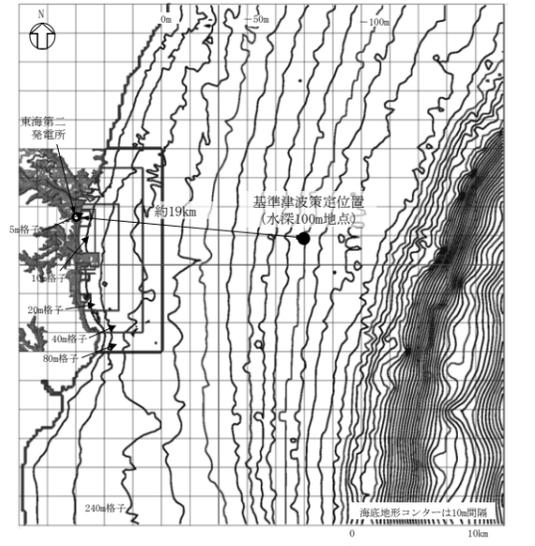 N
0m
-50m
-100m
東海第二
発電所
基準津波策定位置
(水深100m地点)
約19km
5m格子
10m格子
20m格子
40m格子
80m格子
240m格子
海底地形コンターは10m間隔
0
10km